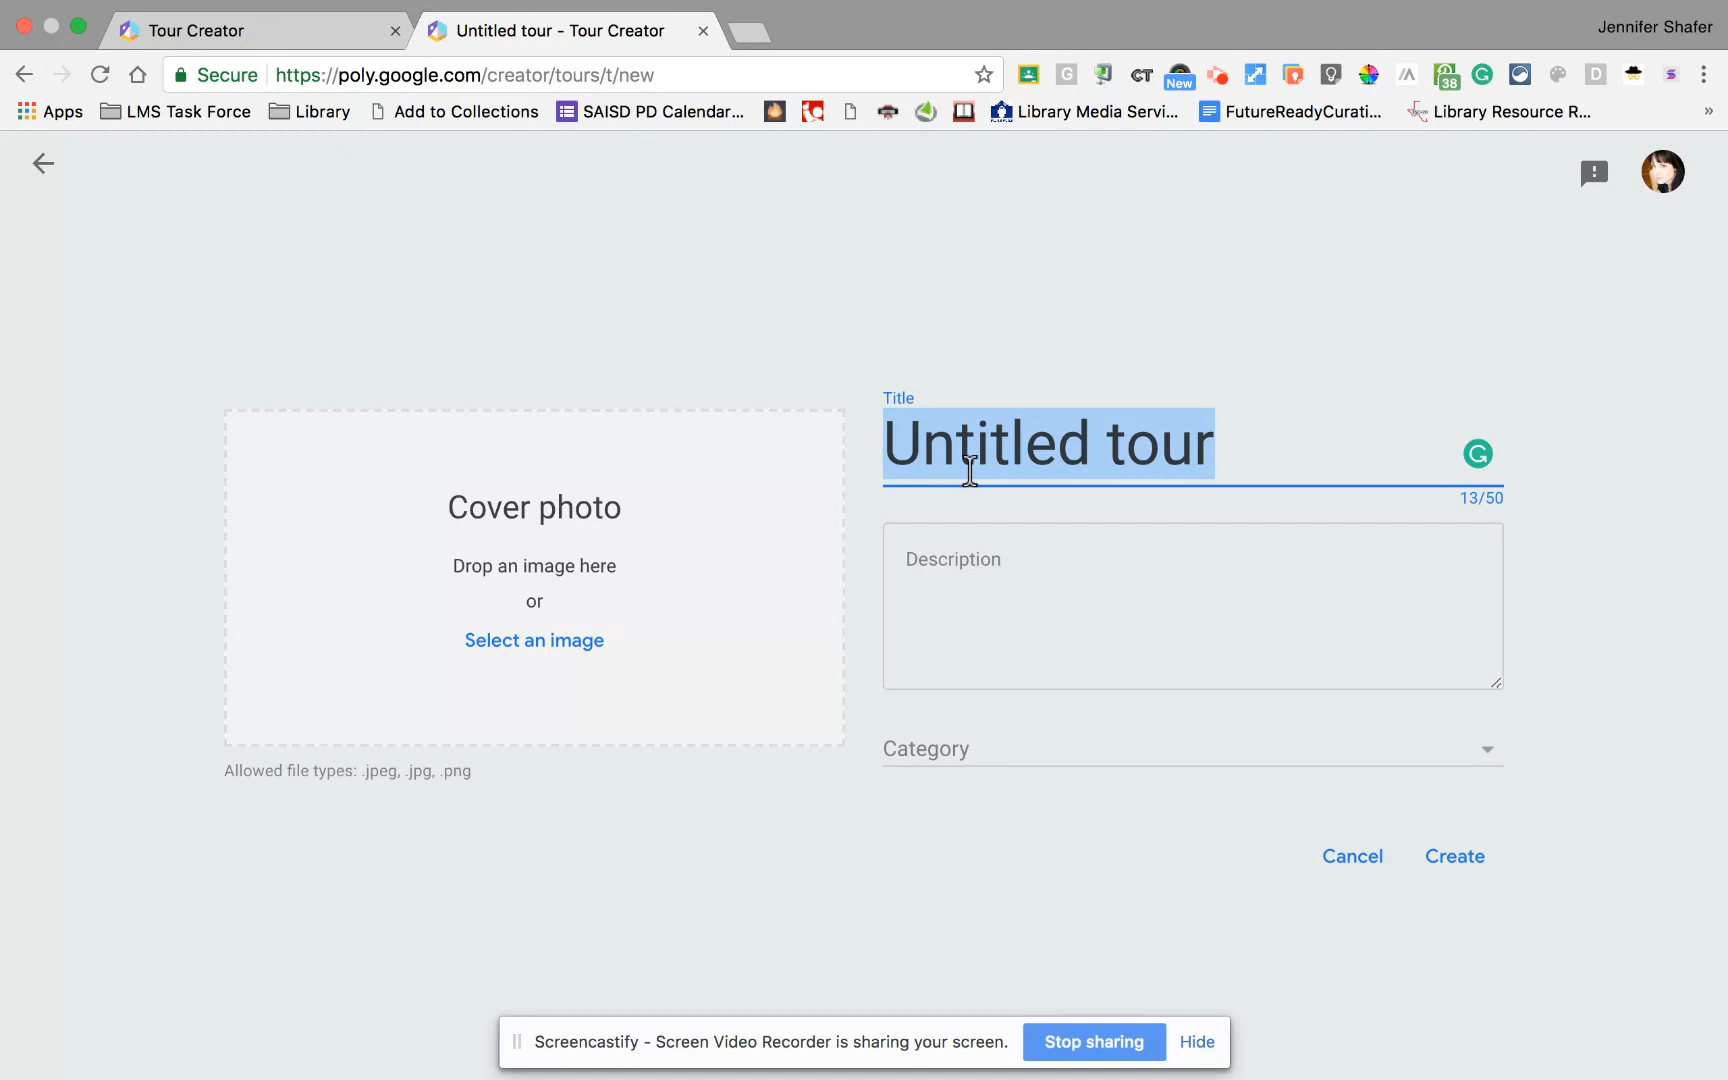 Tour Creator
Untitled tour - Tour Creator
Jennifer Shafer
Secure https://poly.google.com/creator/tours/t/new
G
CT
New
38
D
Apps LMS Task Force Library Add to Collections SAISD PD Calendar... Library Media Servi... FutureReadyCurati... Library Resource R... »
Title
Untitled tour
13/50
Cover photo
Drop an image here
or
Select an image
Description
Allowed file types: .jpeg, .jpg, .png
Category
Cancel Create
Screencastify - Screen Video Recorder is sharing your screen. Stop sharing Hide